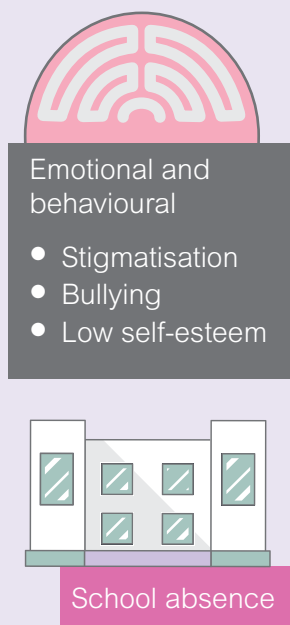 Emotional and
behavioural
● Stigmatisation
● Bullying
● Low self-esteem
School absence